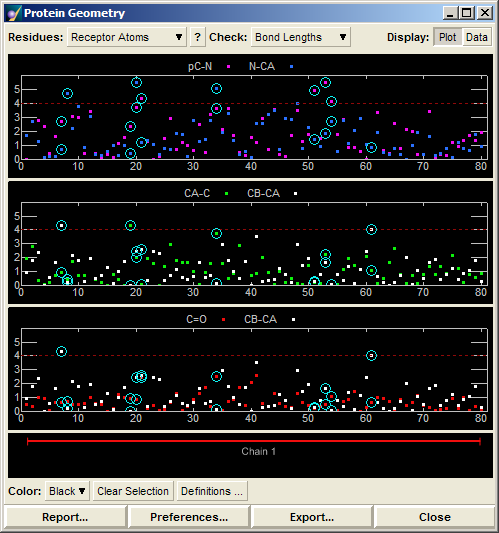 Protein Geometry
Residues: Receptor Atoms ? Check: Bond Lengths Display: Plot Data
pC-N N-CA
5
4
3
2
1
0
0 10 20 30 40 50 60 70 80
CA-C CB-CA
5
4
3
2
1
0
0 10 20 30 40 50 60 70 80
C=O CB-CA
5
4
3
2
1
0
0 10 20 30 40 50 60 70 80
Chain 1
Color: Black Clear Selection Definitions ...
Report... Preferences... Export... Close